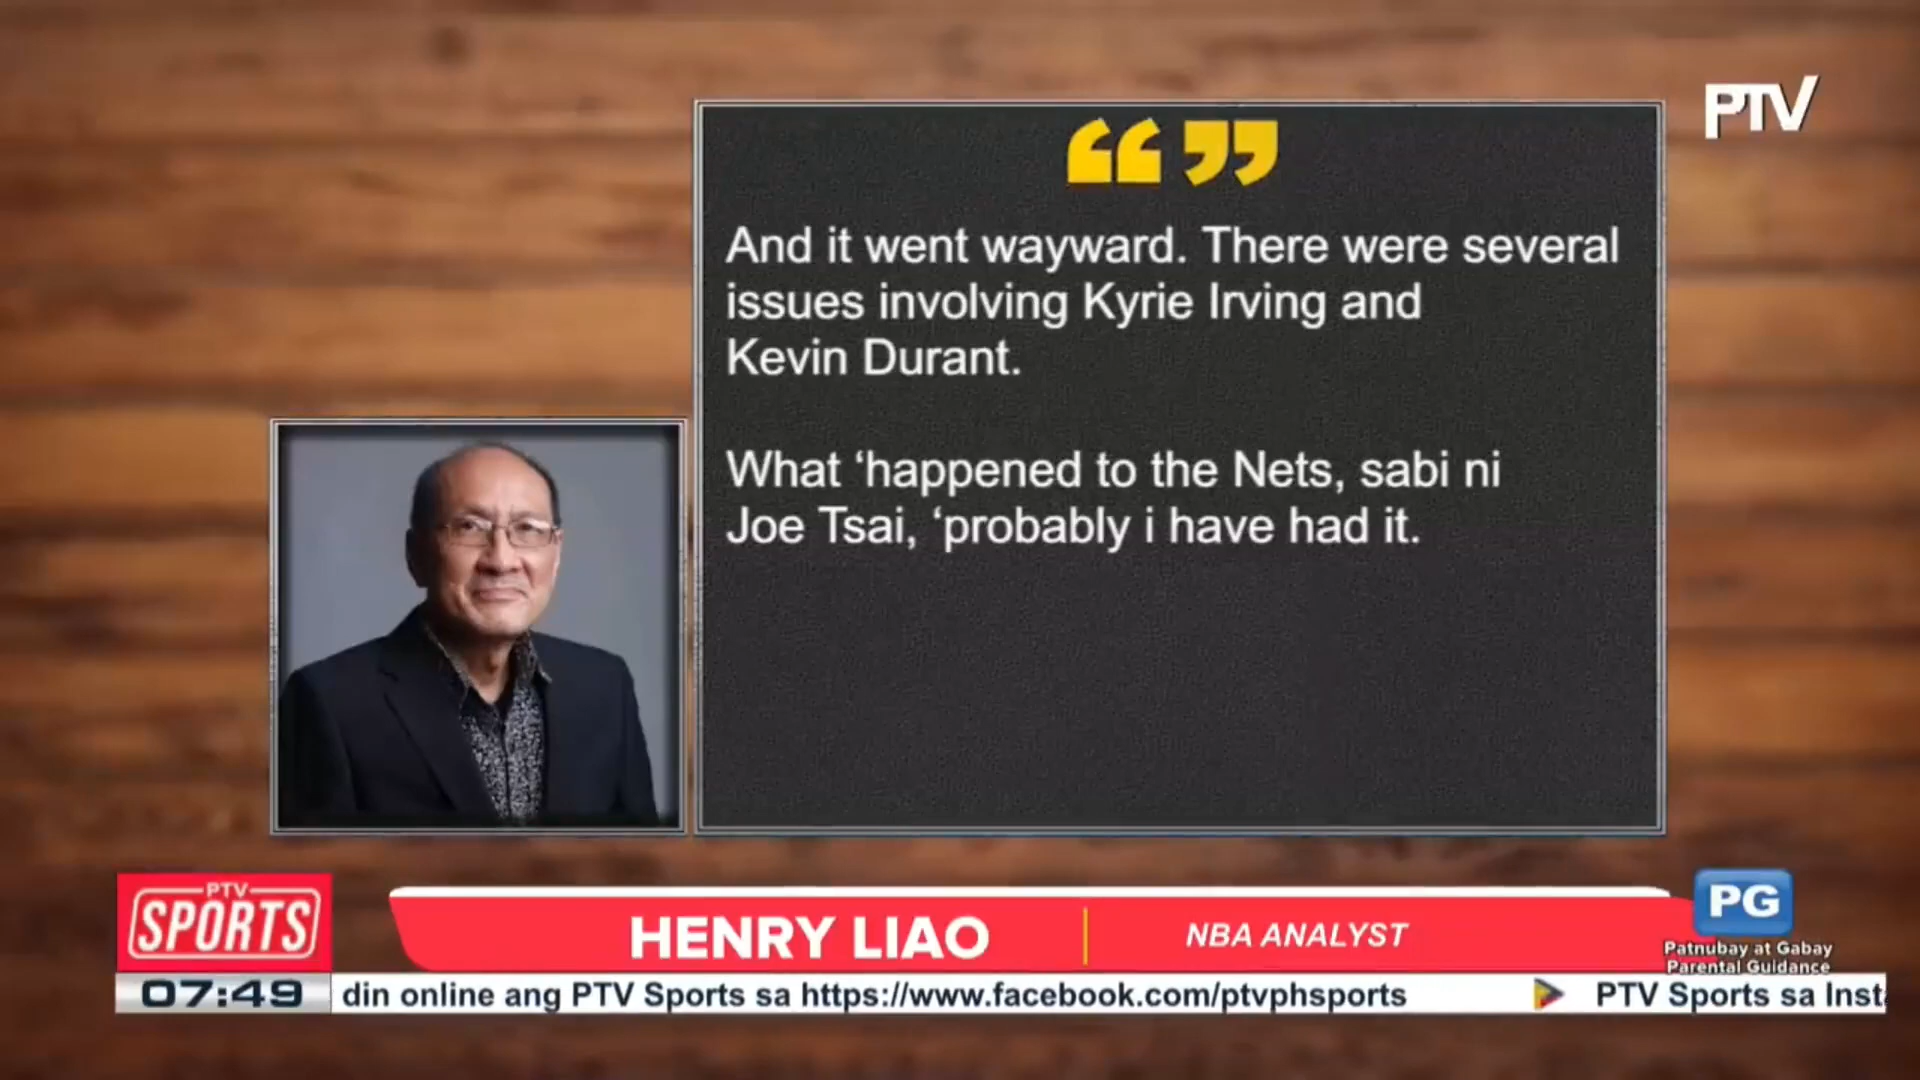 PTV
“ ”
And it went wayward. There were several
issues involving Kyrie Irving and
Kevin Durant.
What ‘happened to the Nets, sabi ni
Joe Tsai, ‘probably i have had it.
PTV
SPORTS
HENRY LIAO
NBA ANALYST
PG
Patnubay at Gabay
Parental Guidance
07:49
din online ang PTV Sports sa https://www.facebook.com/ptvphsports
PTV Sports sa Inst